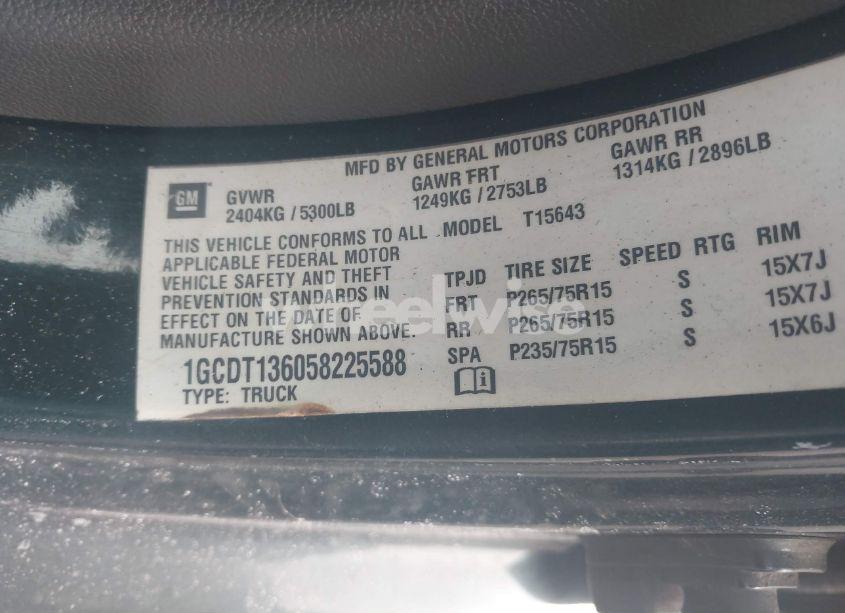 MFD BY GENERAL MOTORS CORPORATION
GM
GVWR GAWR FRT GAWR RR
2404KG / 5300LB 1249KG / 2753LB 1314KG / 2896LB
THIS VEHICLE CONFORMS TO ALL MODEL T15643
APPLICABLE FEDERAL MOTOR
VEHICLE SAFETY AND THEFT
PREVENTION STANDARDS IN
EFFECT ON THE DATE OF
MANUFACTURE SHOWN ABOVE.
TPJD TIRE SIZE SPEED RTG RIM
FRT P265/75R15 S 15X7J
RR P265/75R15 S 15X7J
SPA P235/75R15 S 15X6J
1GCDT136058225588
TYPE: TRUCK
reelwise